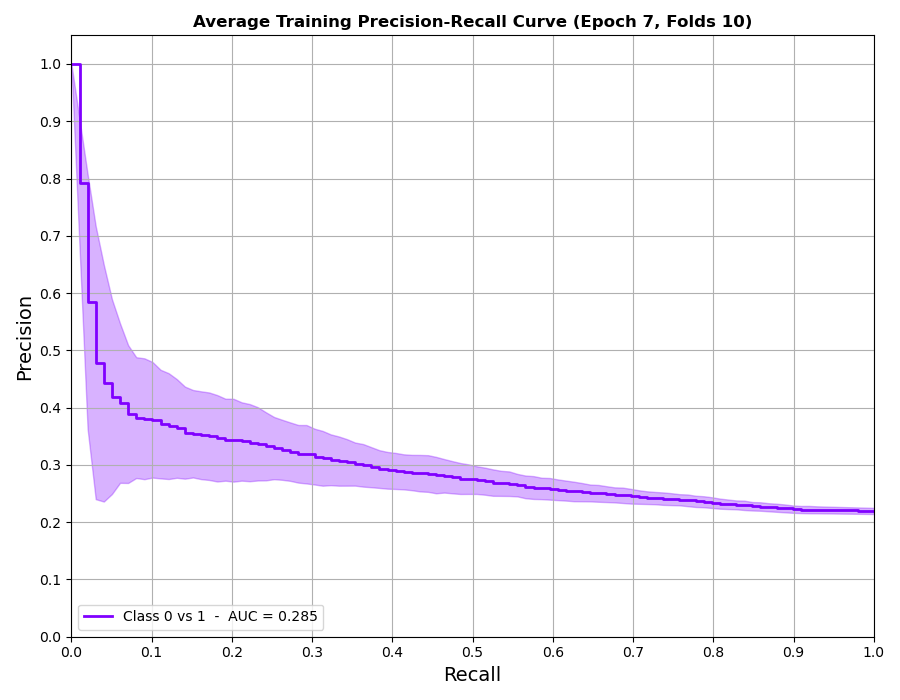 Average Training Precision-Recall Curve (Epoch 7, Folds 10)
Precision
1.0
0.9
0.8
0.7
0.6
0.5
0.4
0.3
0.2
0.1
0.0
Class 0 vs 1 - AUC = 0.285
0.0 0.1 0.2 0.3 0.4 0.5 0.6 0.7 0.8 0.9 1.0
Recall